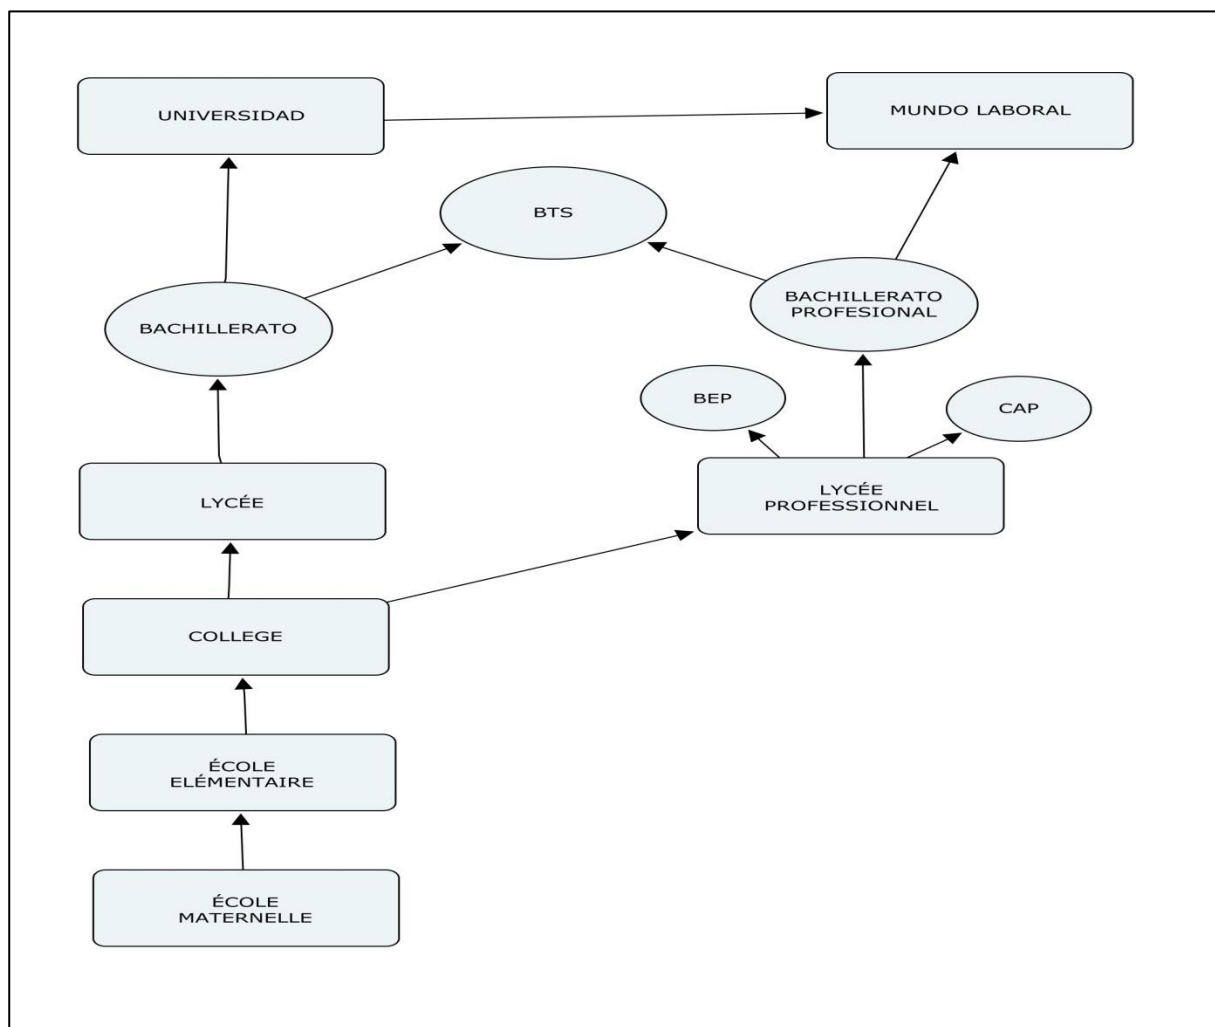 UNIVERSIDAD
MUNDO LABORAL
BTS
BACHILLERATO
BACHILLERATO
PROFESIONAL
BEP
CAP
LYCÉE
LYCÉE
PROFESSIONNEL
COLLEGE
ÉCOLE
ELÉMENTAIRE
ÉCOLE
MATERNELLE